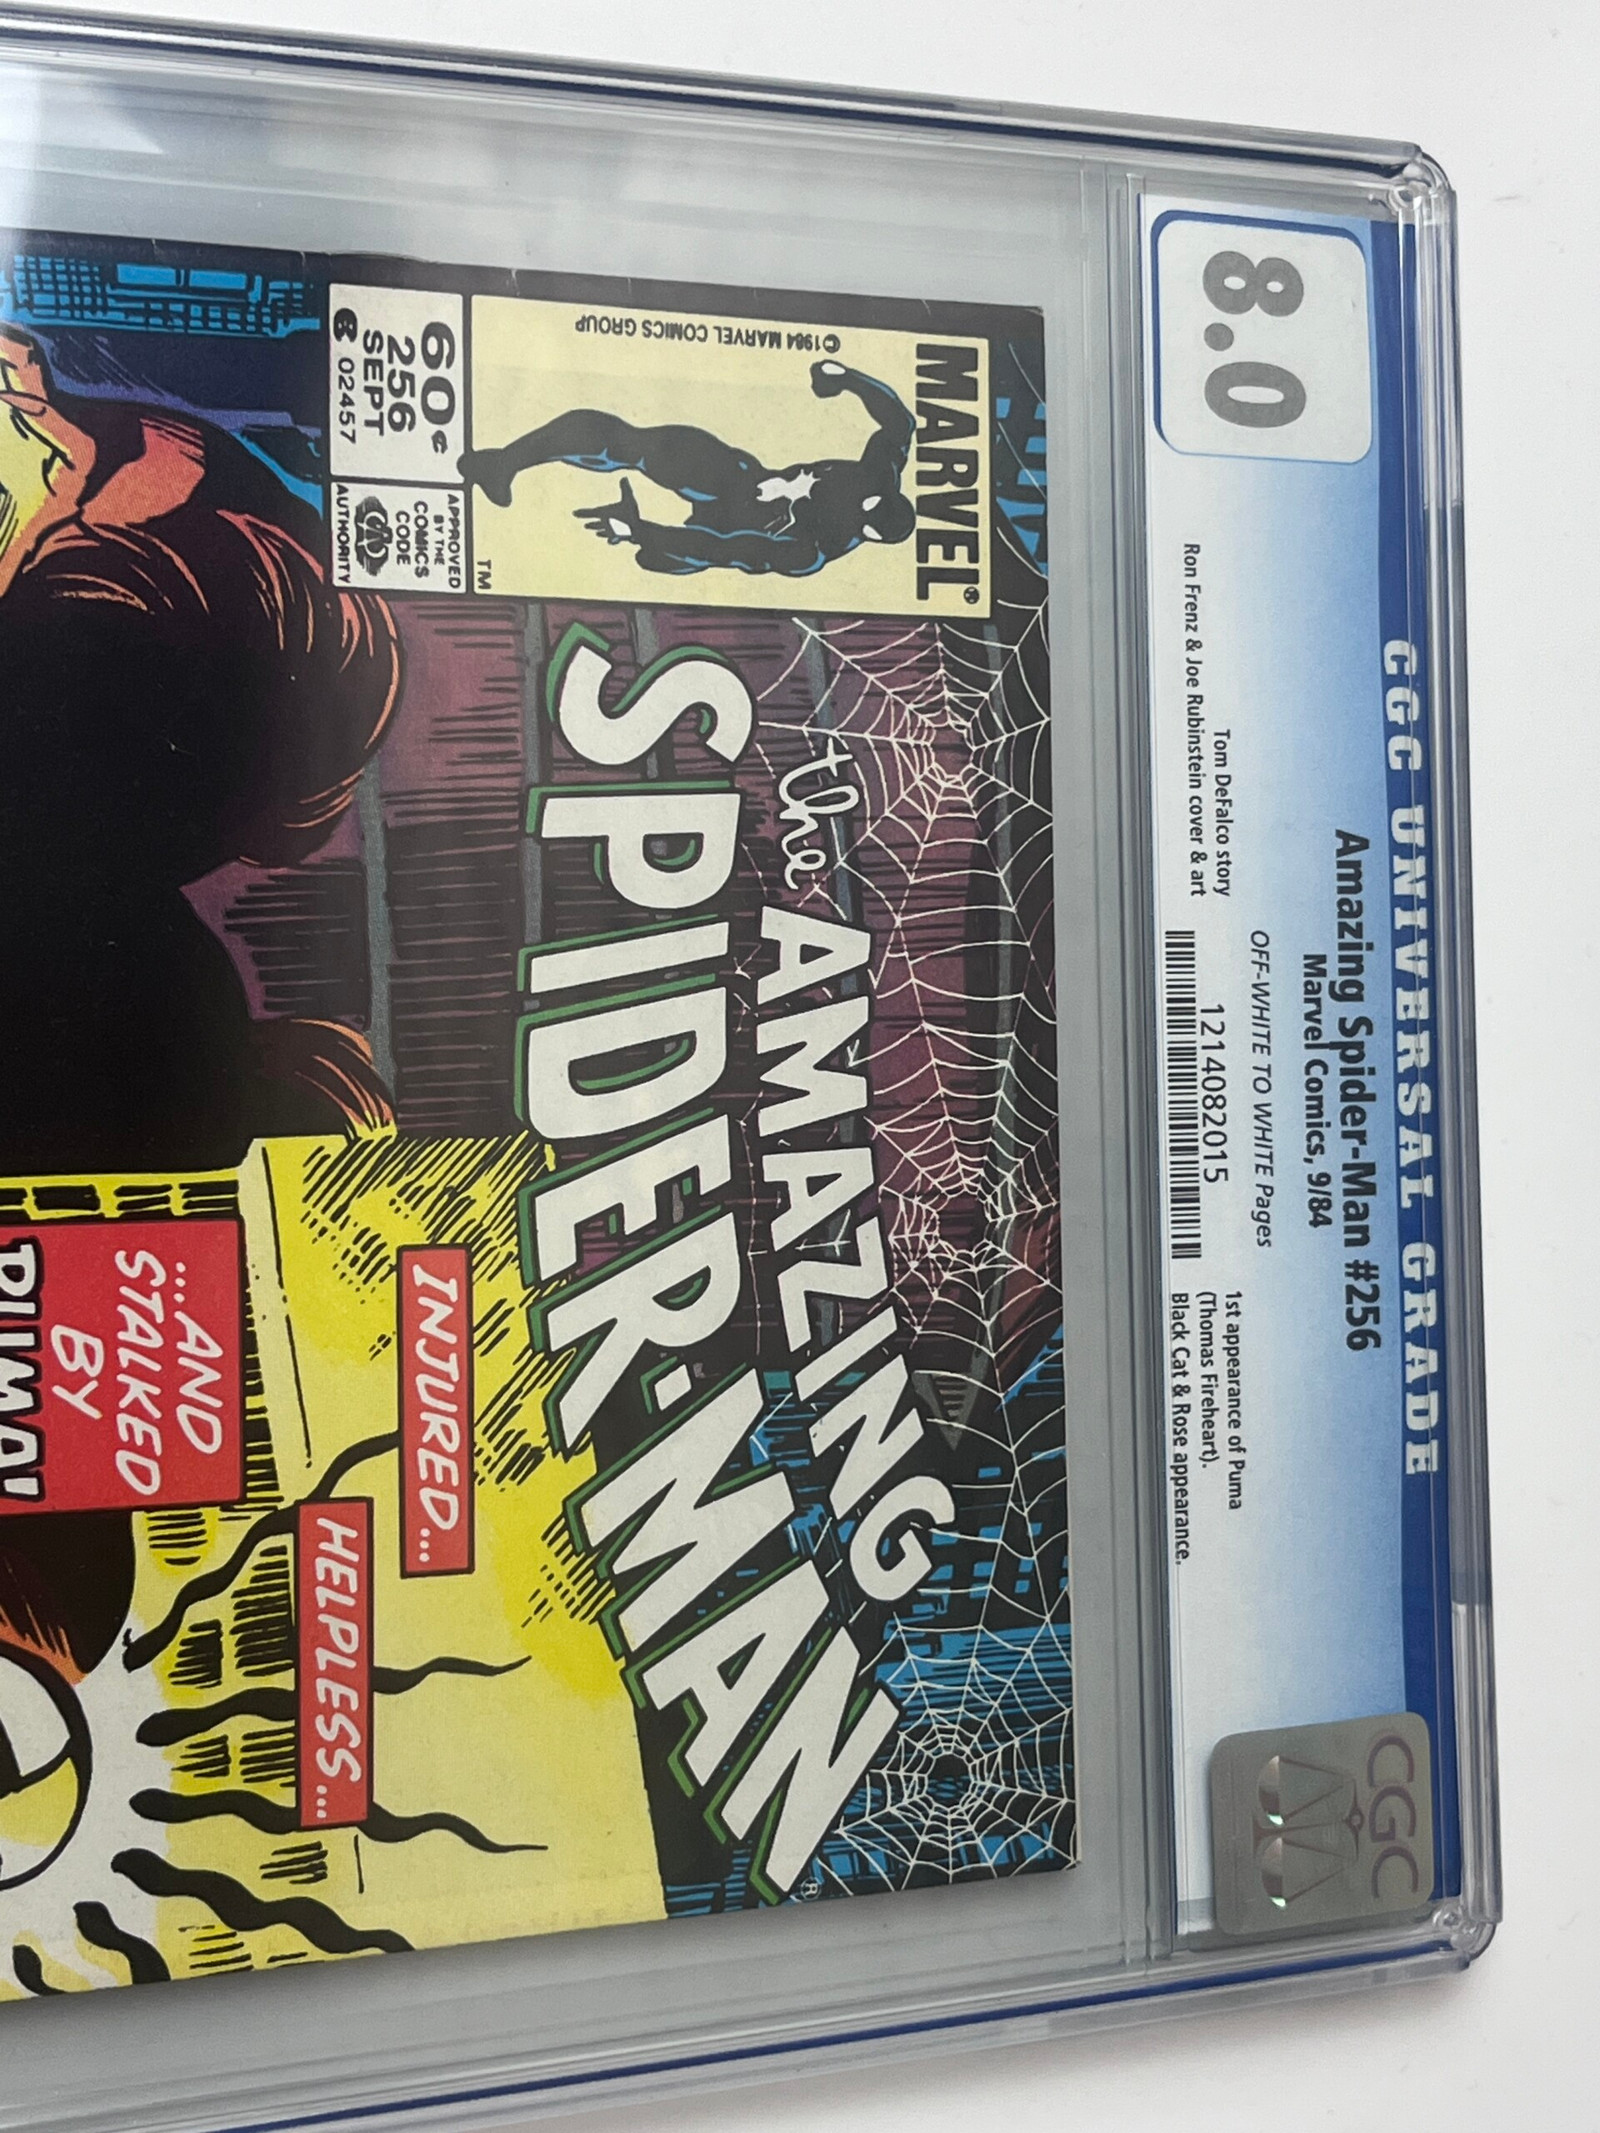 CGC UNIVERSAL GRADE
8.0
Amazing Spider-Man #256
Marvel Comics, 9/84
OFF-WHITE TO WHITE Pages
Tom DeFalco story
Ron Frenz & Joe Rubinstein cover & art
1214082015
1st appearance of Puma
(Thomas Fireheart).
Black Cat & Rose appearance.
CGC
MARVEL®
©1984 MARVEL COMICS GROUP
TM
60¢
256
SEPT
02457
APPROVED
BY THE
COMICS
CODE
AUTHORITY
CA
the AMAZING
SPIDER-MAN
®
INJURED...
HELPLESS...
...AND
STALKED
BY
PUMA!